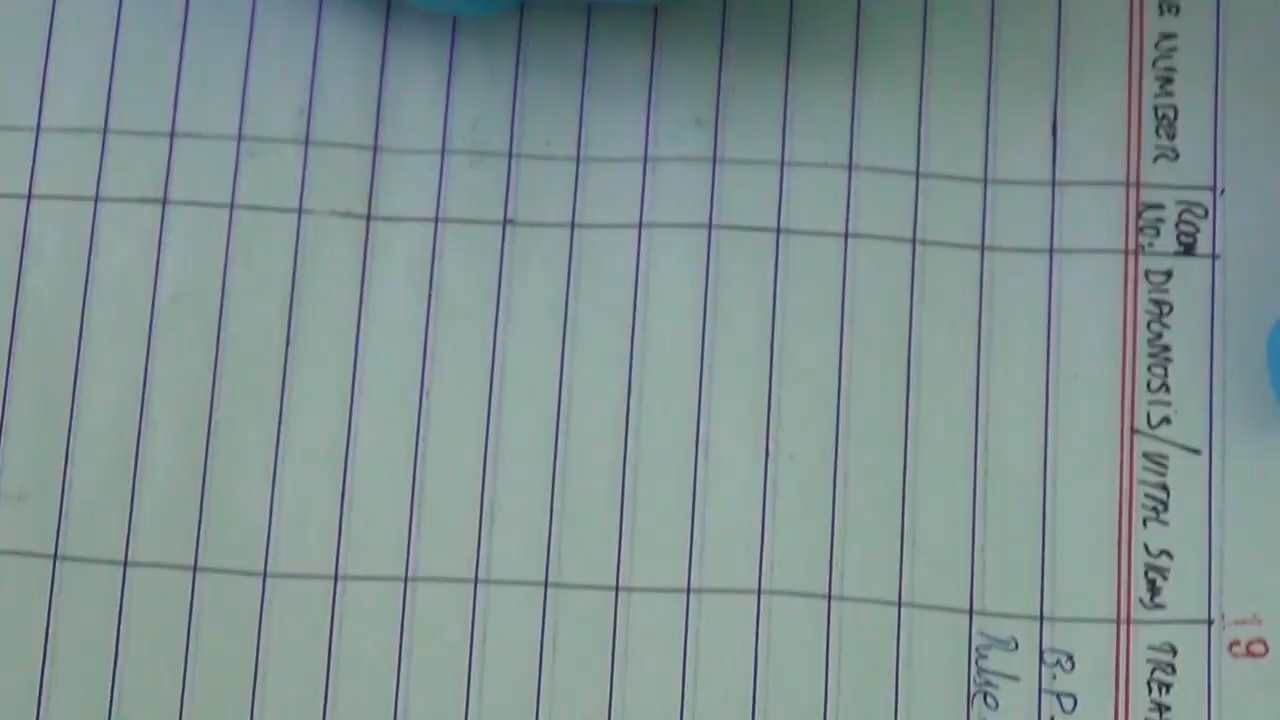 19
E NUMBER
ROOM
NO:
DIAGNOSIS/VITAL SIGNS
TREA
B.P.
Pulse